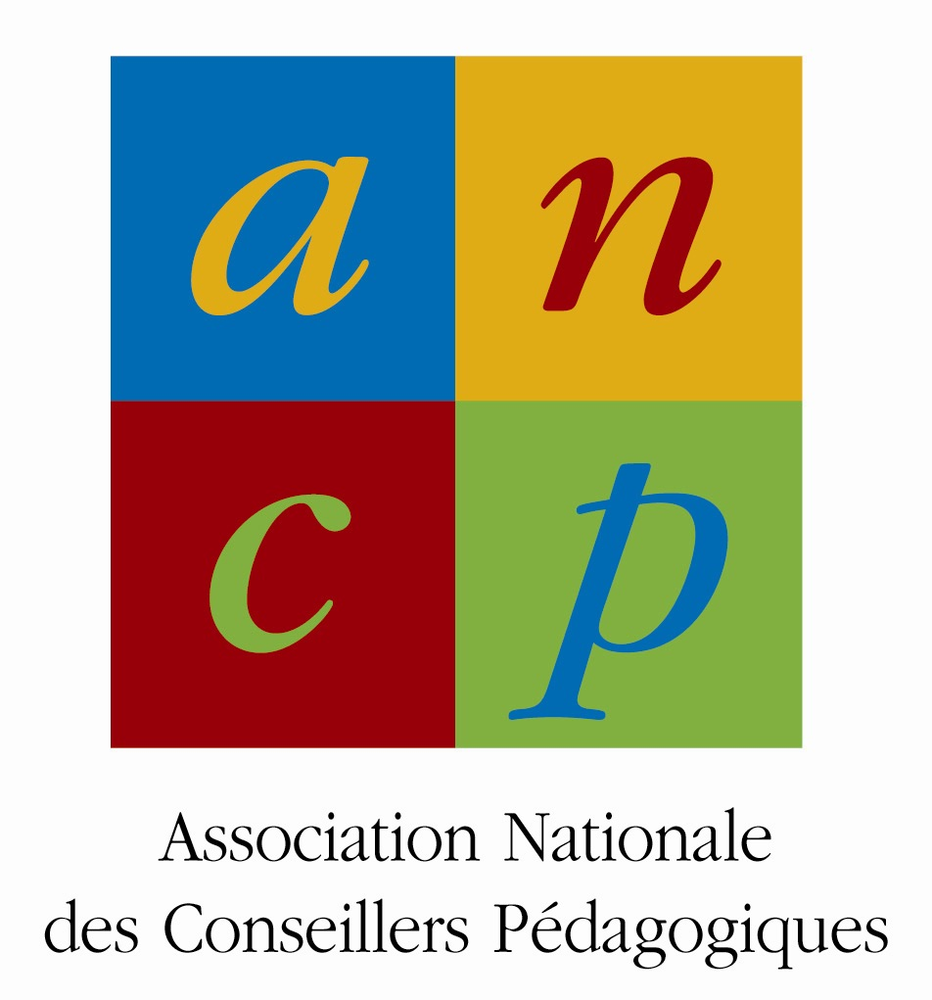 a n
c p
Association Nationale
des Conseillers Pédagogiques